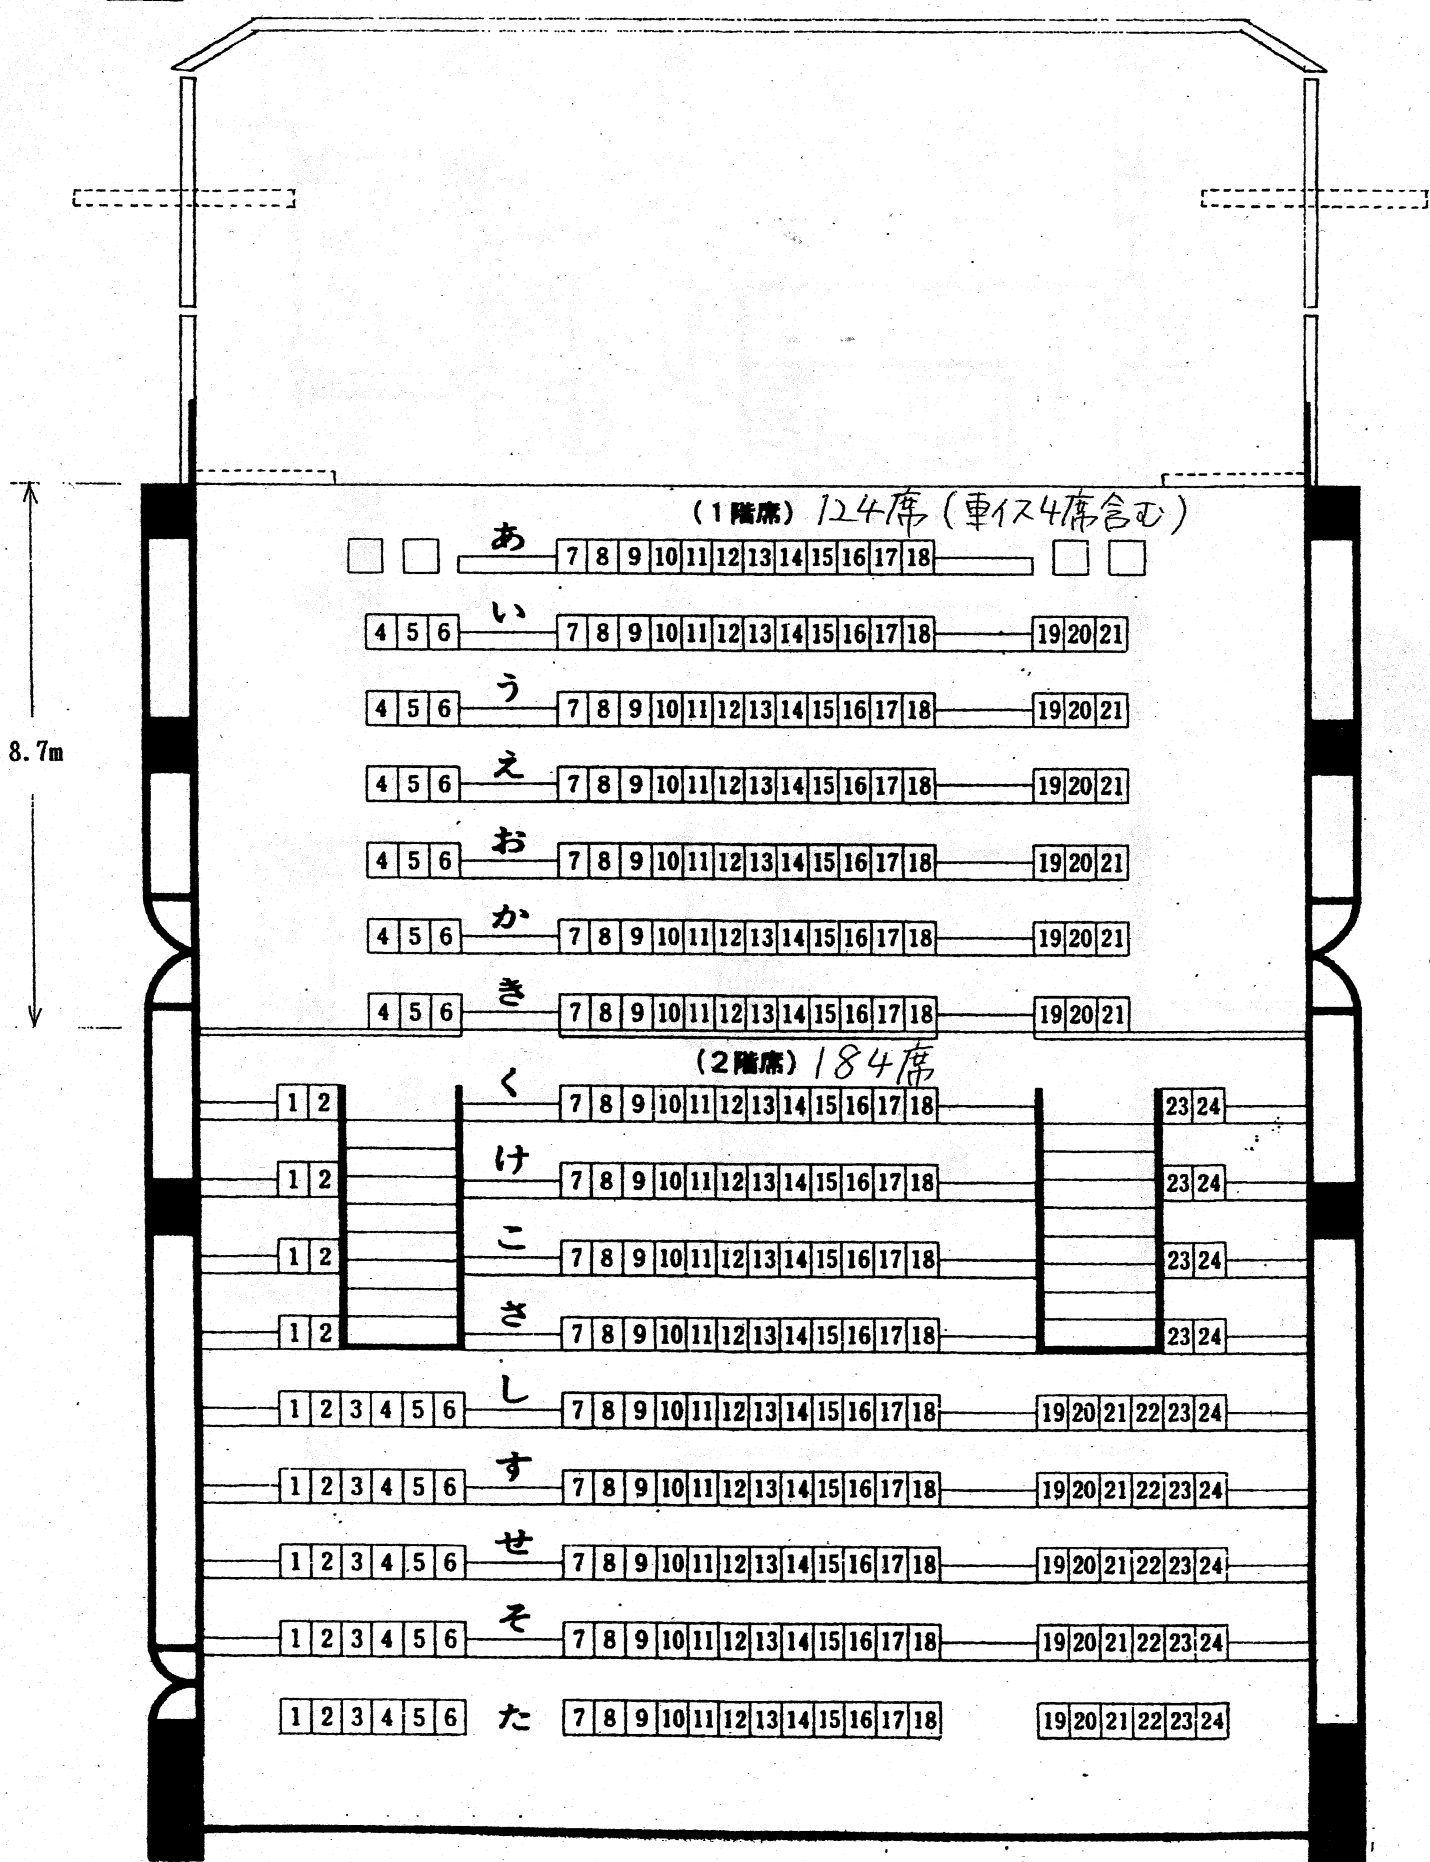 (1階席) 124席(車イス4席含む)
あ 7 8 9 10 11 12 13 14 15 16 17 18
4 5 6 い 7 8 9 10 11 12 13 14 15 16 17 18 19 20 21
4 5 6 う 7 8 9 10 11 12 13 14 15 16 17 18 19 20 21
8.7m
4 5 6 え 7 8 9 10 11 12 13 14 15 16 17 18 19 20 21
4 5 6 お 7 8 9 10 11 12 13 14 15 16 17 18 19 20 21
4 5 6 か 7 8 9 10 11 12 13 14 15 16 17 18 19 20 21
4 5 6 き 7 8 9 10 11 12 13 14 15 16 17 18 19 20 21
(2階席) 184席
1 2 く 7 8 9 10 11 12 13 14 15 16 17 18 23 24
1 2 け 7 8 9 10 11 12 13 14 15 16 17 18 23 24
1 2 こ 7 8 9 10 11 12 13 14 15 16 17 18 23 24
1 2 さ 7 8 9 10 11 12 13 14 15 16 17 18 23 24
1 2 3 4 5 6 し 7 8 9 10 11 12 13 14 15 16 17 18 19 20 21 22 23 24
1 2 3 4 5 6 す 7 8 9 10 11 12 13 14 15 16 17 18 19 20 21 22 23 24
1 2 3 4 5 6 せ 7 8 9 10 11 12 13 14 15 16 17 18 19 20 21 22 23 24
1 2 3 4 5 6 そ 7 8 9 10 11 12 13 14 15 16 17 18 19 20 21 22 23 24
1 2 3 4 5 6 た 7 8 9 10 11 12 13 14 15 16 17 18 19 20 21 22 23 24